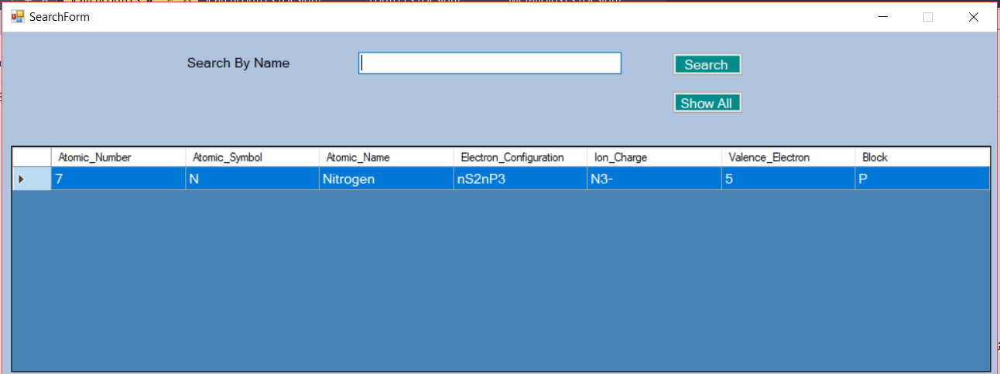 SearchForm
Search By Name
Search
Show All
Atomic_Number Atomic_Symbol Atomic_Name Electron_Configuration Ion_Charge Valence_Electron Block
7 N Nitrogen nS2nP3 N3- 5 P